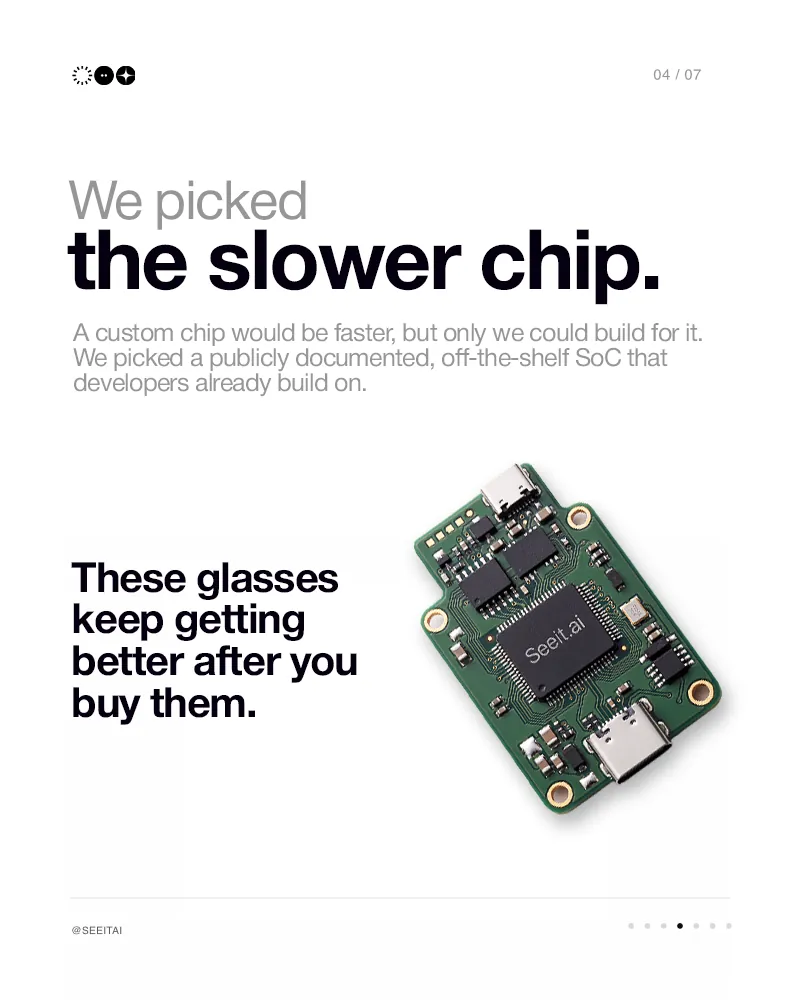 04 / 07
We picked
the slower chip.
A custom chip would be faster, but only we could build for it.
We picked a publicly documented, off-the-shelf SoC that
developers already build on.
These glasses
keep getting
better after you
buy them.
Seeit.ai
@SEEITAI